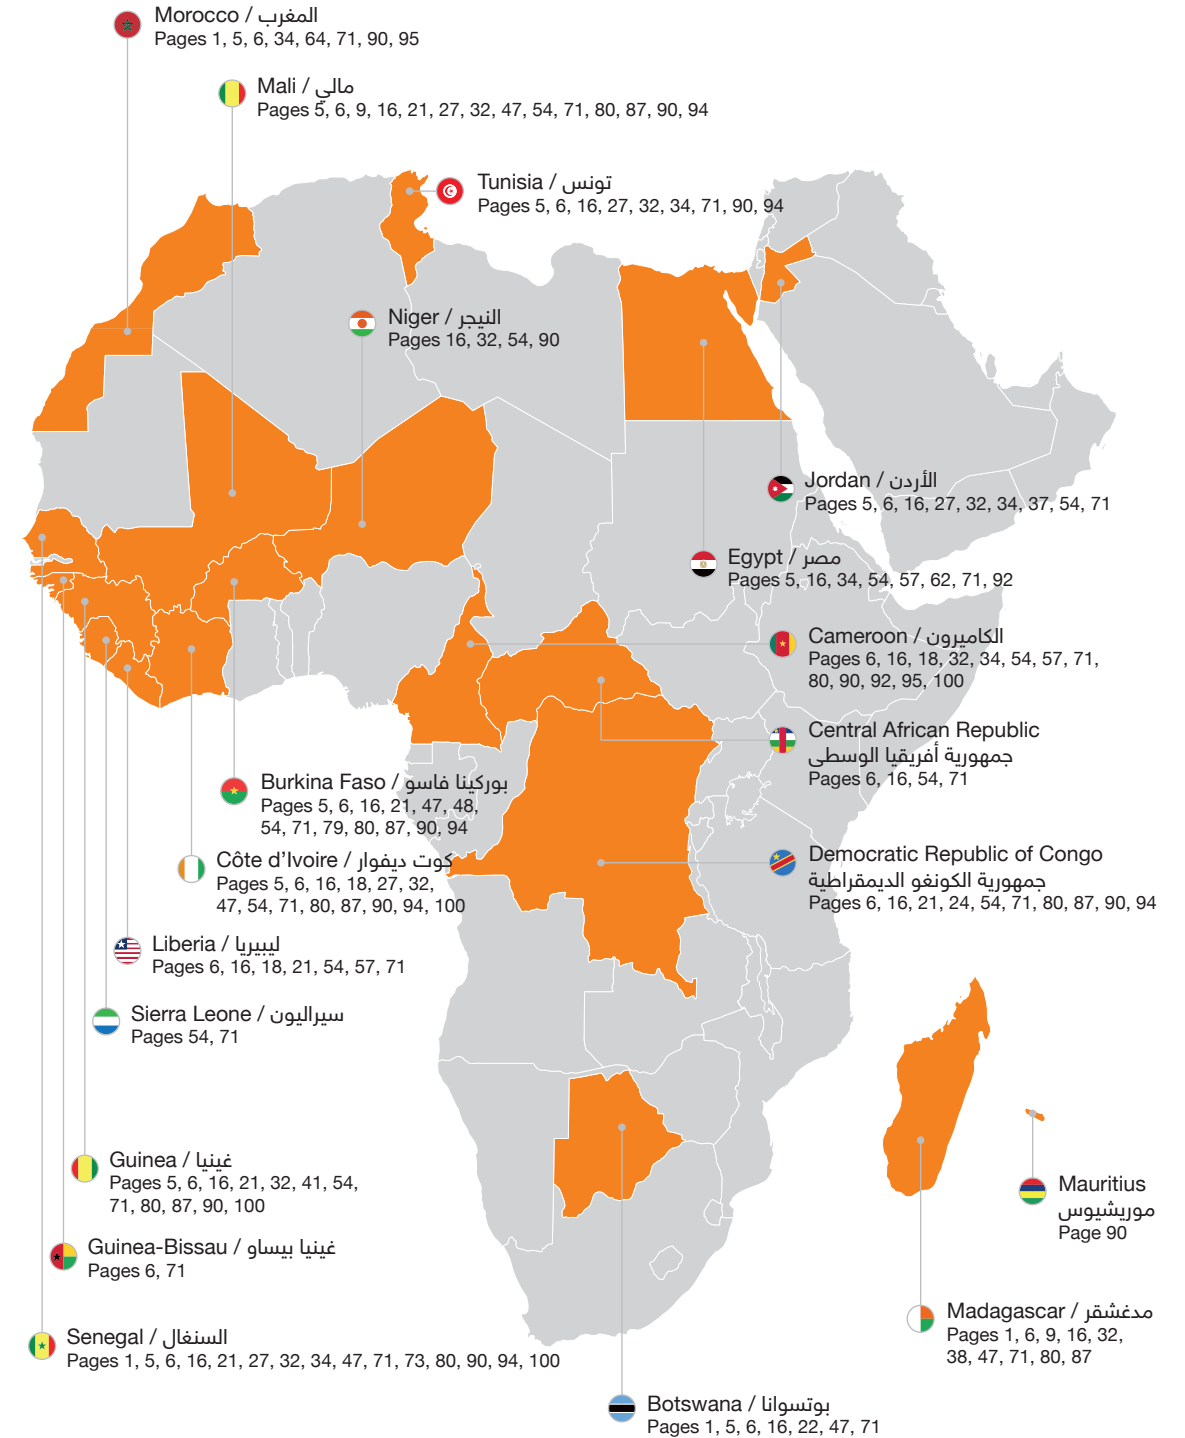 Morocco / المغرب
Pages 1, 5, 6, 34, 64, 71, 90, 95
Mali / مالي
Pages 5, 6, 9, 16, 21, 27, 32, 47, 54, 71, 80, 87, 90, 94
Tunisia / تونس
Pages 5, 6, 16, 27, 32, 34, 71, 90, 94
Niger / النيجر
Pages 16, 32, 54, 90
Jordan / الأردن
Pages 5, 6, 16, 27, 32, 34, 37, 54, 71
Egypt / مصر
Pages 5, 16, 34, 54, 57, 62, 71, 92
Cameroon / الكاميرون
Pages 6, 16, 18, 32, 34, 54, 57, 71,
80, 90, 92, 95, 100
Central African Republic
جمهورية أفريقيا الوسطى
Pages 6, 16, 54, 71
Burkina Faso / بوركينا فاسو
Pages 5, 6, 16, 21, 47, 48,
54, 71, 79, 80, 87, 90, 94
Côte d’Ivoire / كوت ديفوار
Pages 5, 6, 16, 18, 27, 32,
47, 54, 71, 80, 87, 90, 94, 100
Democratic Republic of Congo
جمهورية الكونغو الديمقراطية
Pages 6, 16, 21, 24, 54, 71, 80, 87, 90, 94
Liberia / ليبيريا
Pages 6, 16, 18, 21, 54, 57, 71
Sierra Leone / سيراليون
Pages 54, 71
Guinea / غينيا
Pages 5, 6, 16, 21, 32, 41, 54,
71, 80, 87, 90, 100
Mauritius
موريشيوس
Page 90
Guinea-Bissau / غينيا بيساو
Pages 6, 71
Madagascar / مدغشقر
Pages 1, 6, 9, 16, 32,
38, 47, 71, 80, 87
Senegal / السنغال
Pages 1, 5, 6, 16, 21, 27, 32, 34, 47, 71, 73, 80, 90, 94, 100
Botswana / بوتسوانا
Pages 1, 5, 6, 16, 22, 47, 71